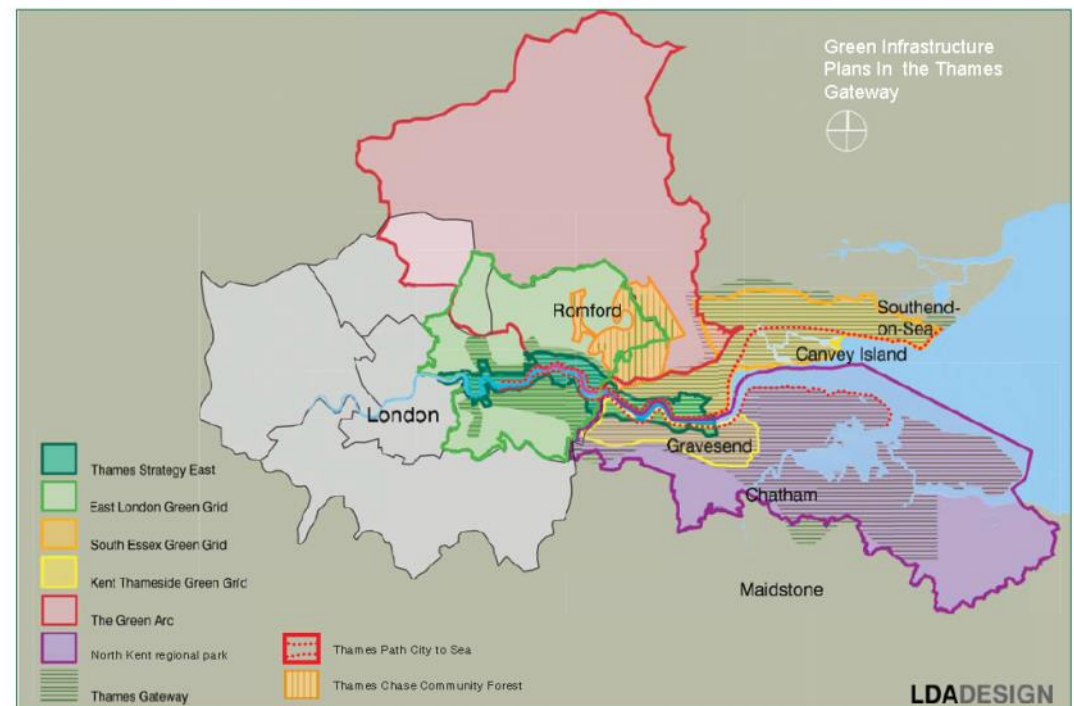 Green Infrastructure
Plans In the Thames
Gateway
Romford
Southend-
on-Sea
Canvey Island
London
Gravesend
Chatham
Maidstone
Thames Strategy East
East London Green Grid
South Essex Green Grid
Kent Thameside Green Grid
The Green Arc
North Kent regional park
Thames Gateway
Thames Path City to Sea
Thames Chase Community Forest
LDADESIGN